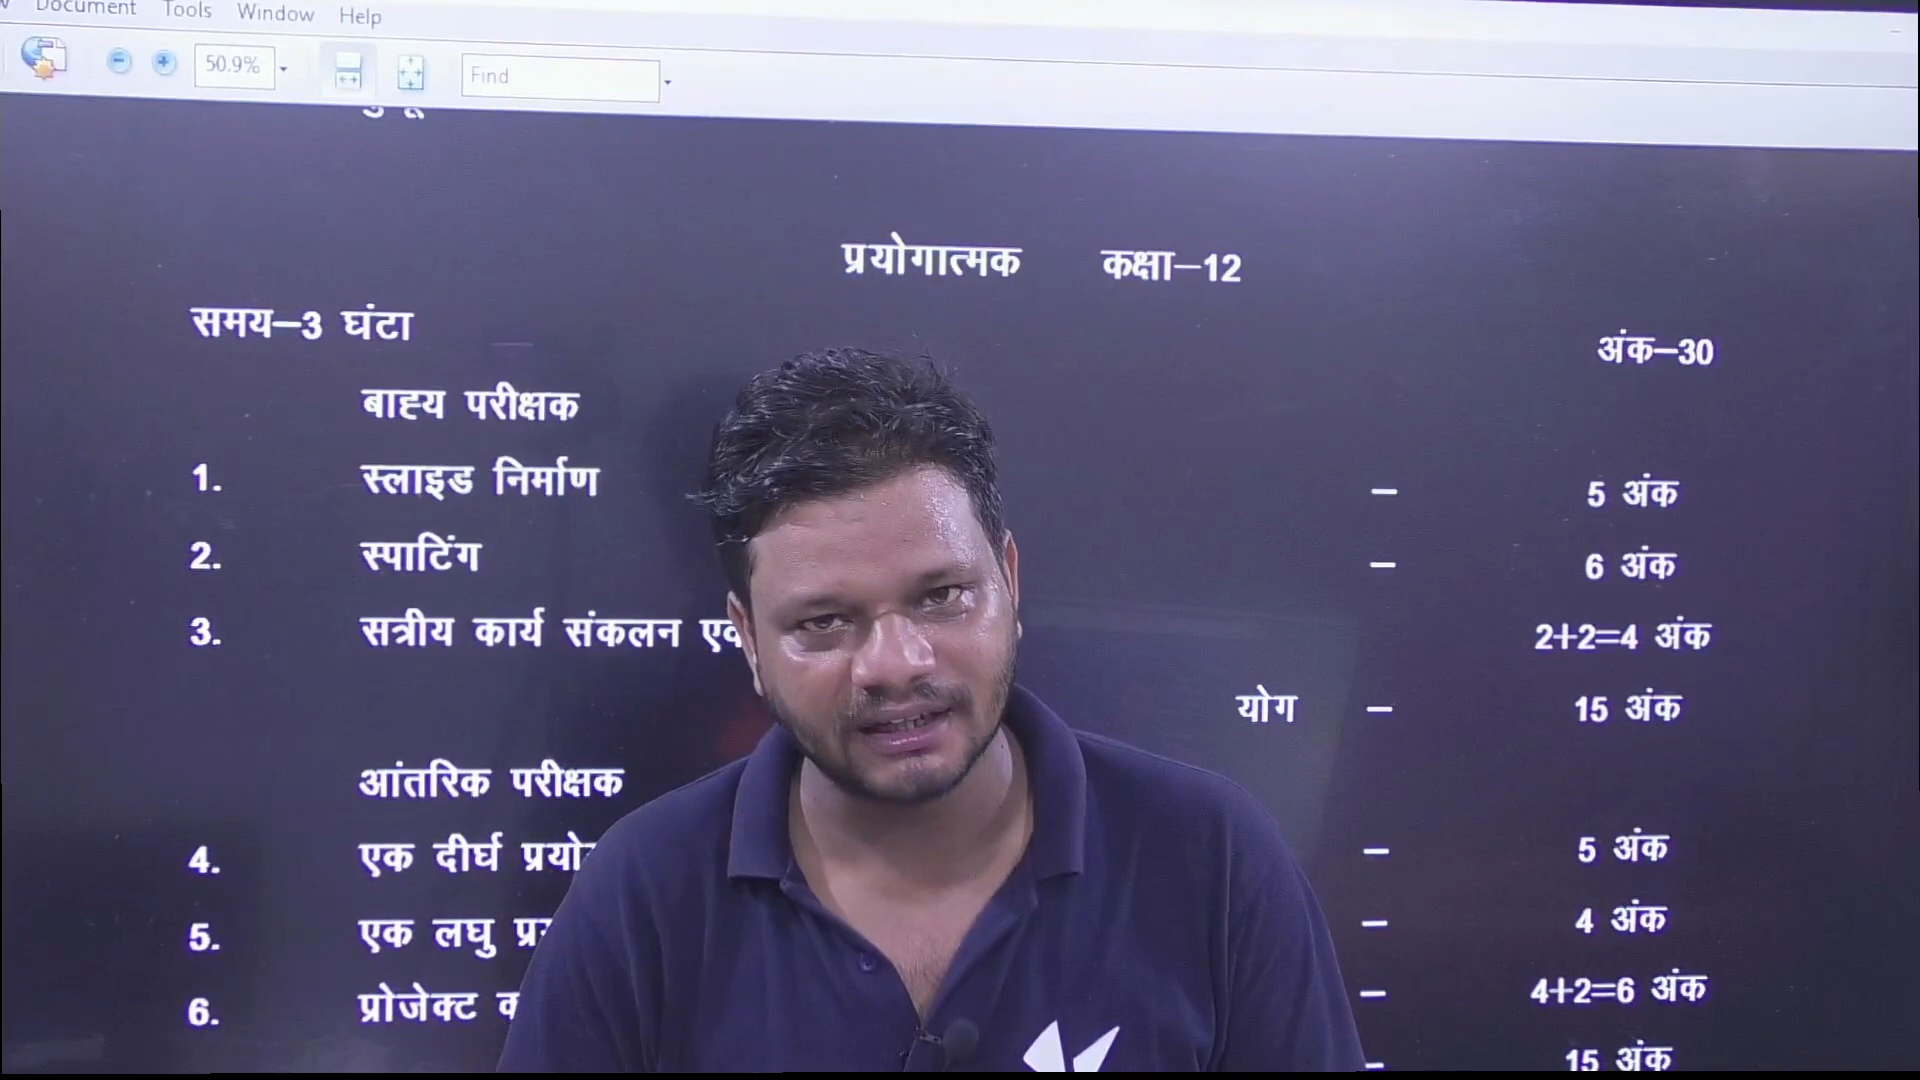 Document Tools Window Help
50.9% Find
प्रयोगात्मक कक्षा–12
समय–3 घंटा
अंक–30
बाह्य परीक्षक
1. स्लाइड निर्माण – 5 अंक
2. स्पाटिंग – 6 अंक
3. सत्रीय कार्य संकलन 2+2=4 अंक
योग – 15 अंक
आंतरिक परीक्षक
4. एक दीर्घ – 5 अंक
5. एक लघु – 4 अंक
6. प्रोजेक्ट – 4+2=6 अंक
– 15 अंक